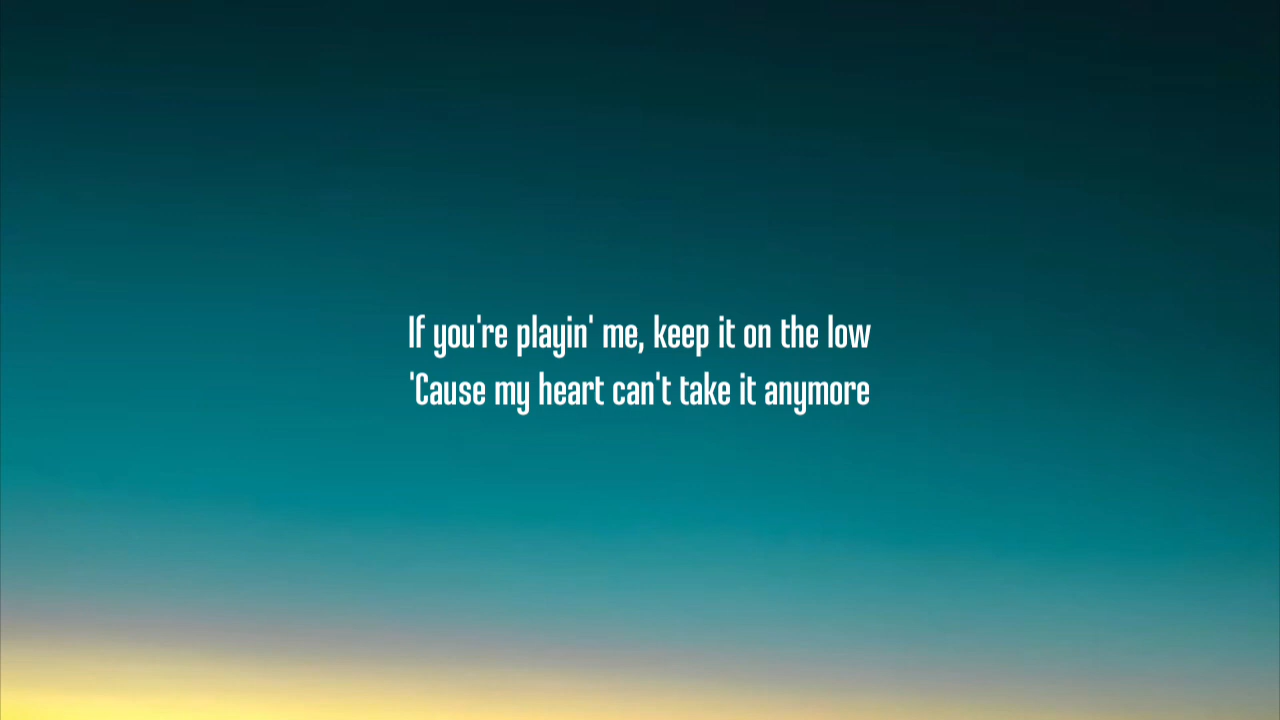 If you're playin' me, keep it on the low
'Cause my heart can't take it anymore